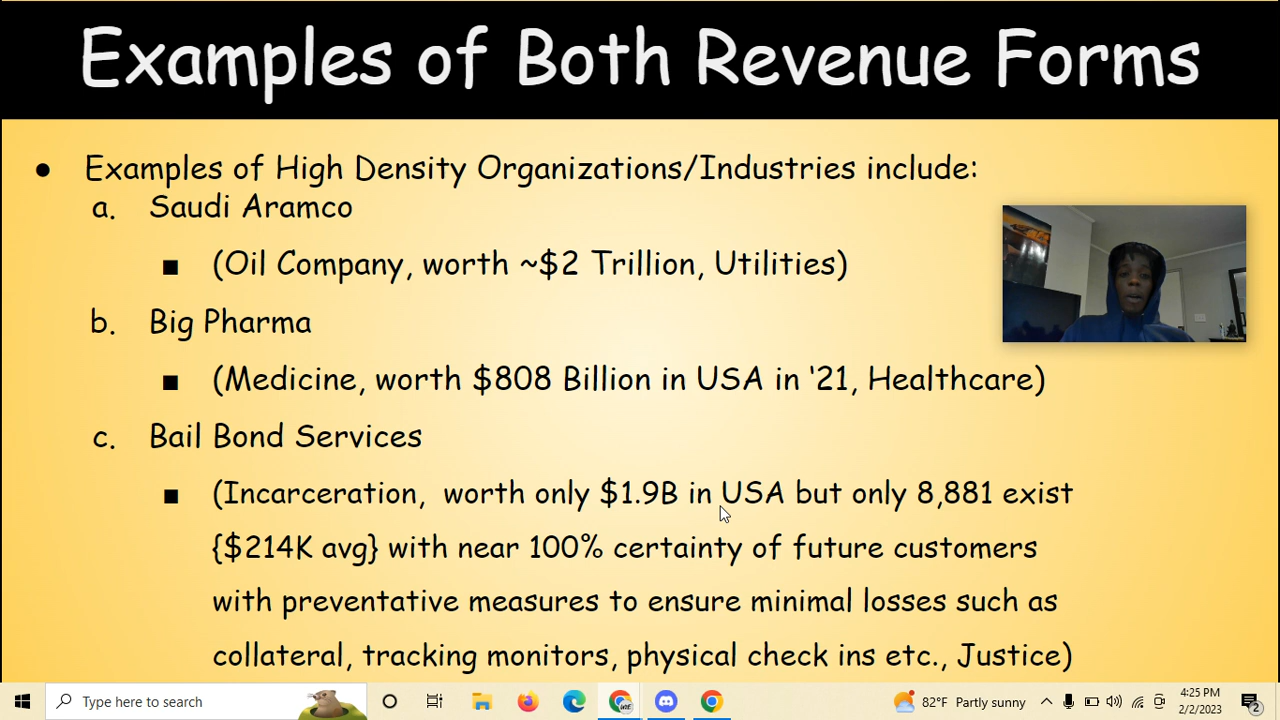 Examples of Both Revenue Forms
● Examples of High Density Organizations/Industries include:
a. Saudi Aramco
■ (Oil Company, worth ~$2 Trillion, Utilities)
b. Big Pharma
■ (Medicine, worth $808 Billion in USA in '21, Healthcare)
c. Bail Bond Services
■ (Incarceration, worth only $1.9B in USA but only 8,881 exist
{$214K avg} with near 100% certainty of future customers
with preventative measures to ensure minimal losses such as
collateral, tracking monitors, physical check ins etc., Justice)
Type here to search
82°F Partly sunny
4:25 PM
2/2/2023
2